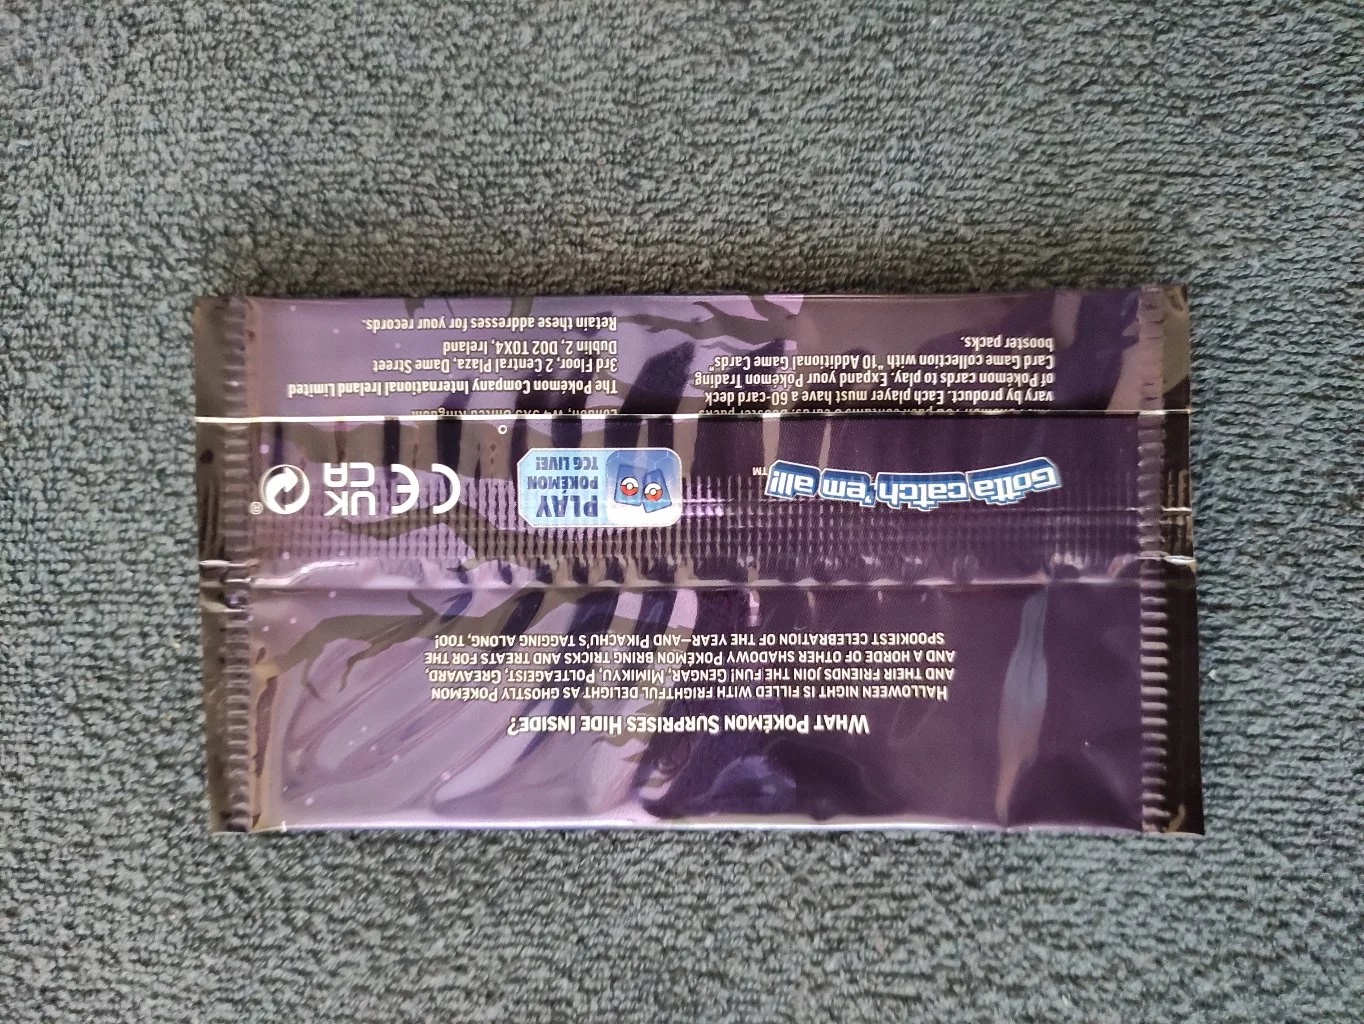 What Pokémon Surprises Hide Inside?
Halloween night is filled with frightful delight as ghostly Pokémon
and their friends join the fun! Gengar, Mimikyu, Polteageist, Greavard,
and a horde of other shadowy Pokémon bring tricks and treats for the
spookiest celebration of the year—and Pikachu's tagging along, too!
Gotta catch 'em all!™
PLAY
POKÉMON
TCG LIVE!
CE
UK
CA
®
vary by product. Each player must have a 60-card deck
of Pokémon cards to play. Expand your Pokémon Trading
Card Game collection with "10 Additional Game Cards"
booster packs.
The Pokémon Company International Ireland Limited
3rd Floor, 2 Central Plaza, Dame Street
Dublin 2, D02 T0X4, Ireland
Retain these addresses for your records.